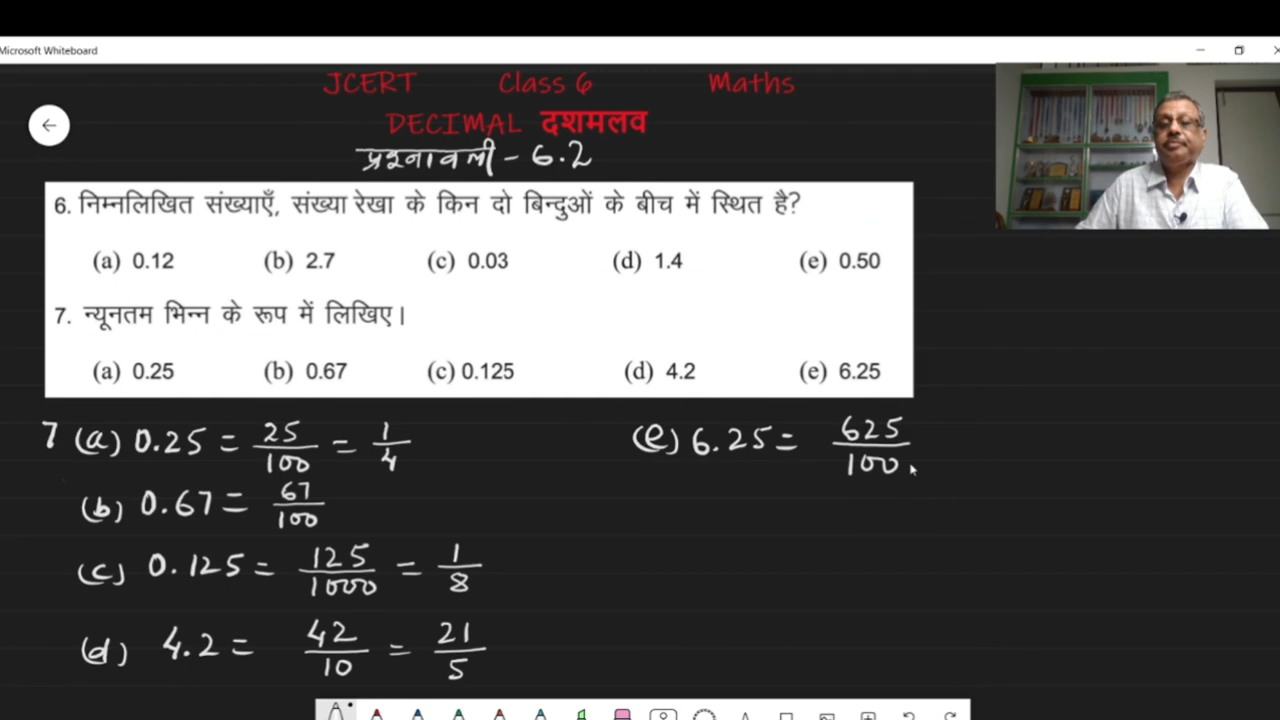 Microsoft Whiteboard
JCERT Class 6 Maths
DECIMAL दशमलव
प्रश्नावली - 6.2
6. निम्नलिखित संख्याएँ, संख्या रेखा के किन दो बिन्दुओं के बीच में स्थित है?
(a) 0.12 (b) 2.7 (c) 0.03 (d) 1.4 (e) 0.50
7. न्यूनतम भिन्न के रूप में लिखिए।
(a) 0.25 (b) 0.67 (c) 0.125 (d) 4.2 (e) 6.25
7 (a) 0.25 = 25/100 = 1/4
(b) 0.67 = 67/100
(c) 0.125 = 125/1000 = 1/8
(d) 4.2 = 42/10 = 21/5
(e) 6.25 = 625/100